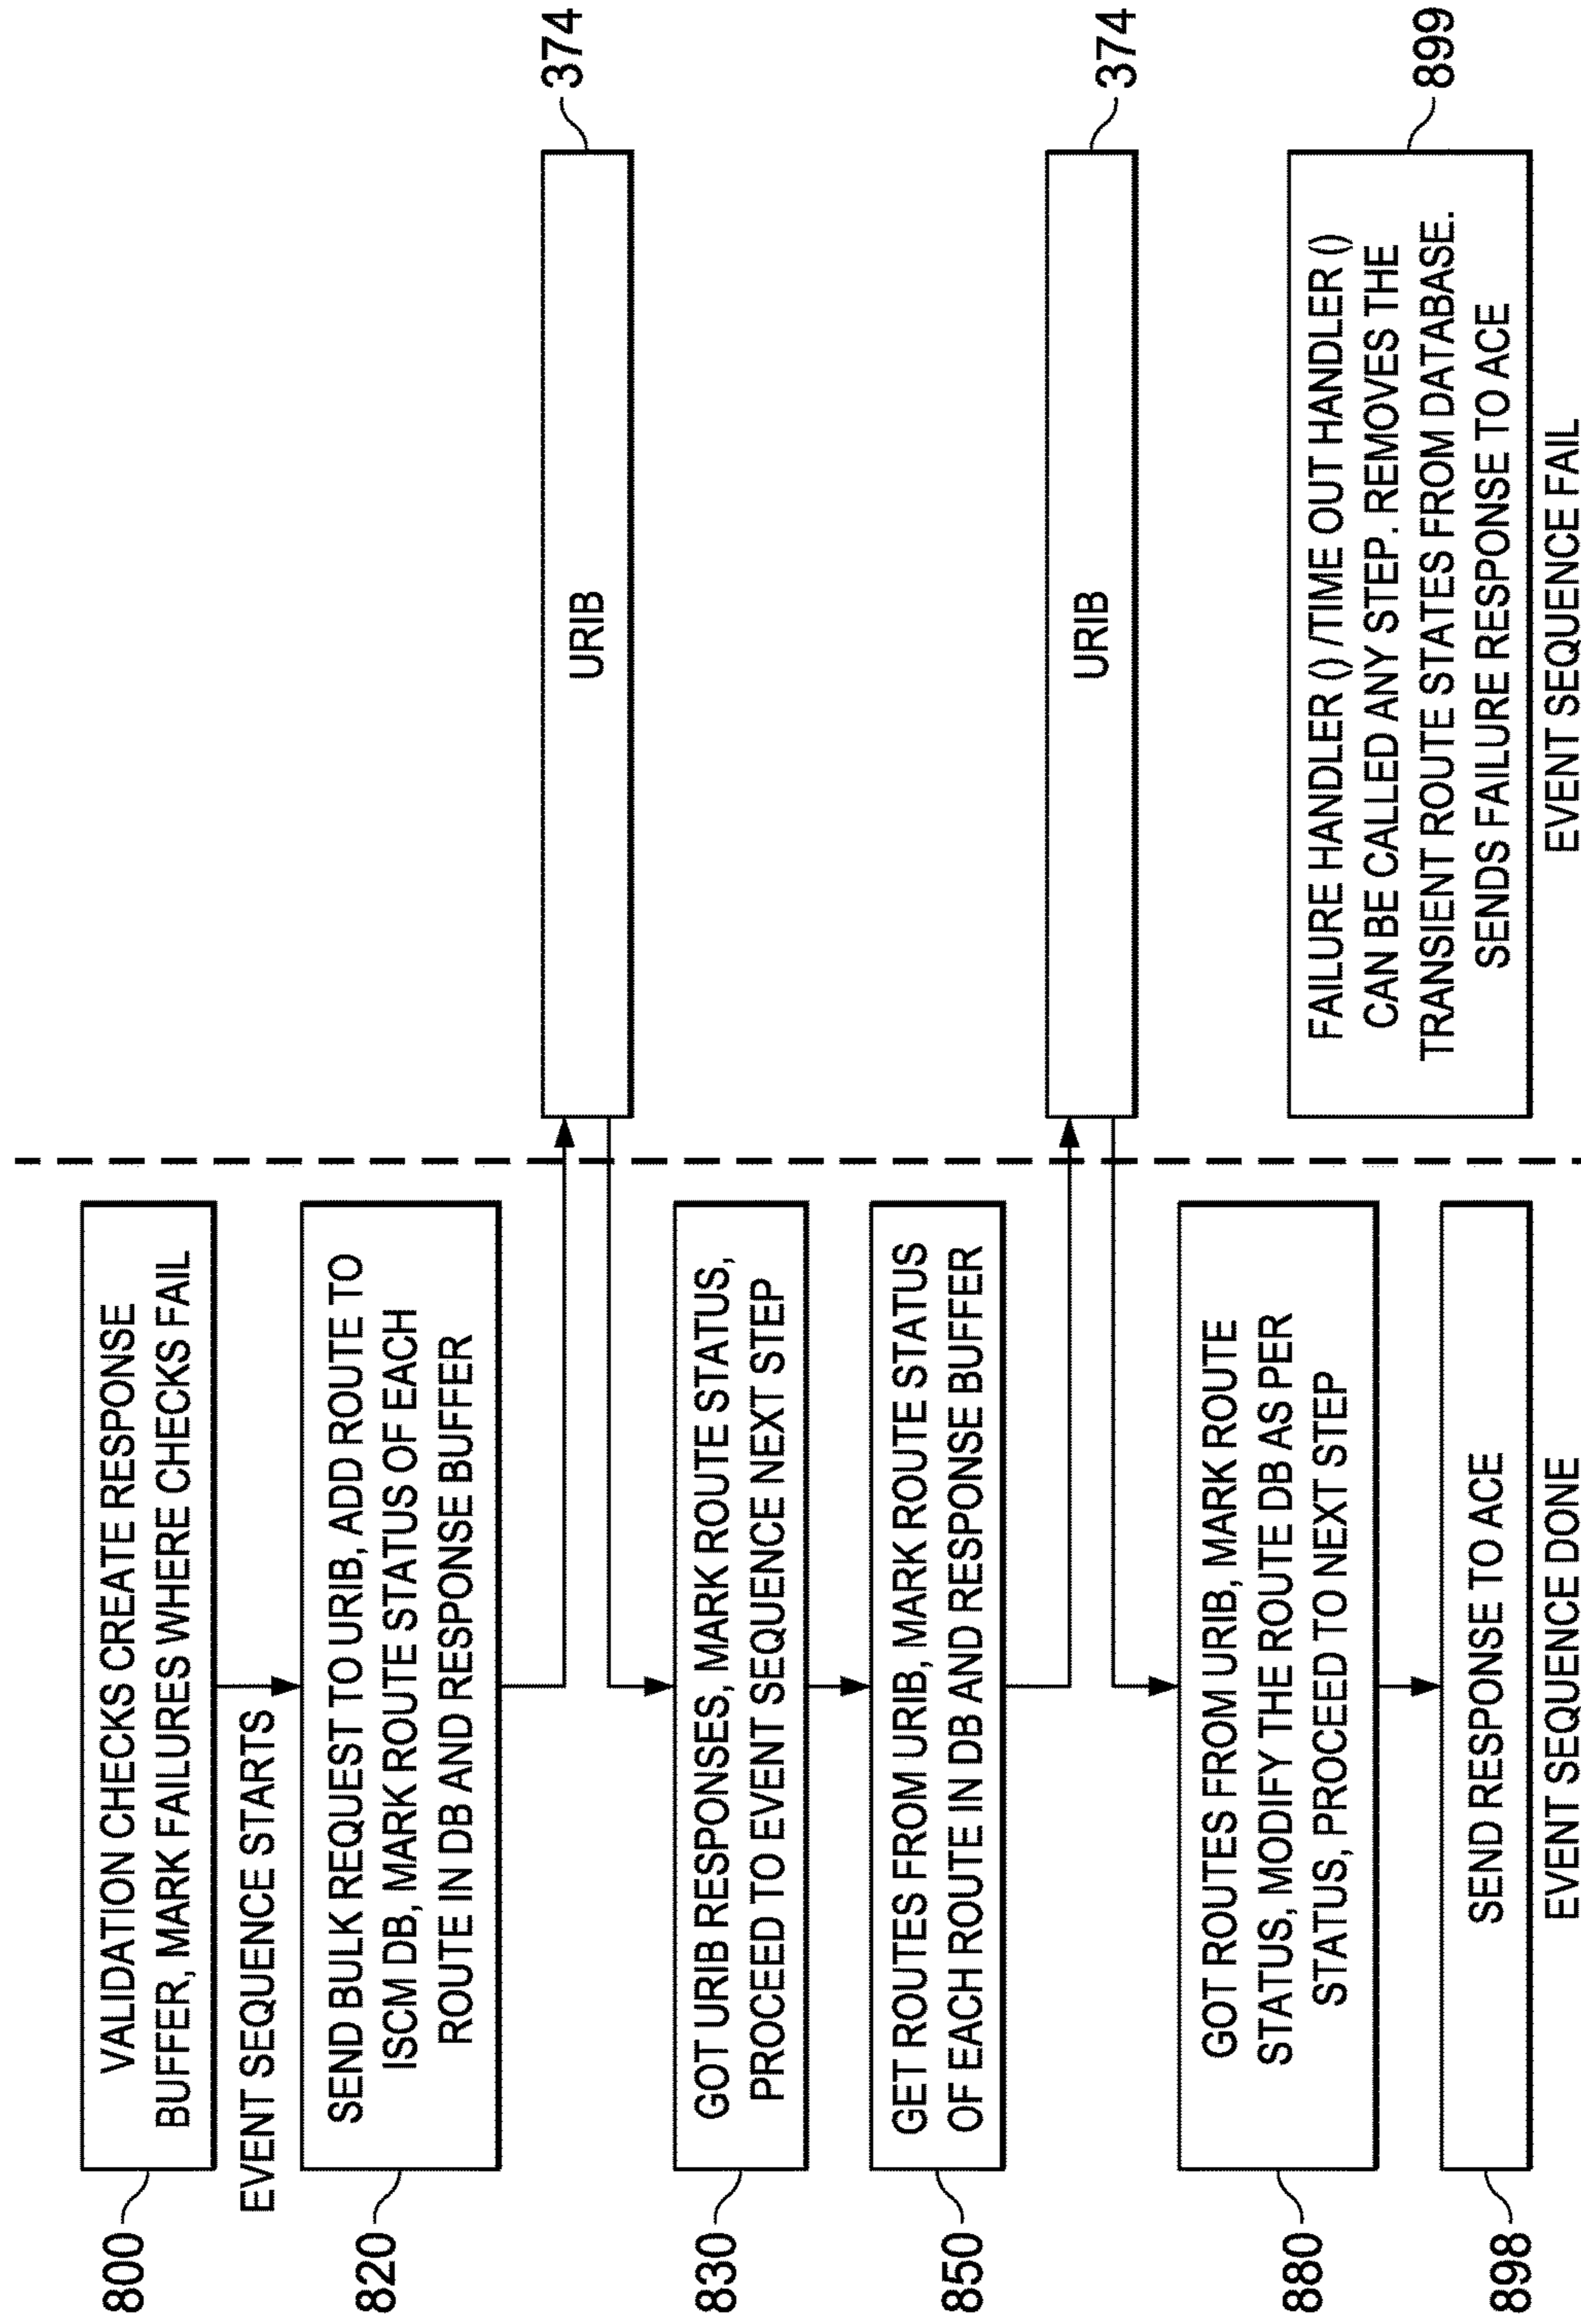 800
VALIDATION CHECKS CREATE RESPONSE
BUFFER, MARK FAILURES WHERE CHECKS FAIL
EVENT SEQUENCE STARTS
820
SEND BULK REQUEST TO URIB, ADD ROUTE TO
ISCM DB, MARK ROUTE STATUS OF EACH
ROUTE IN DB AND RESPONSE BUFFER
URIB
374
830
GOT URIB RESPONSES, MARK ROUTE STATUS,
PROCEED TO EVENT SEQUENCE NEXT STEP
850
GET ROUTES FROM URIB, MARK ROUTE STATUS
OF EACH ROUTE IN DB AND RESPONSE BUFFER
URIB
374
880
GOT ROUTES FROM URIB, MARK ROUTE
STATUS, MODIFY THE ROUTE DB AS PER
STATUS, PROCEED TO NEXT STEP
898
SEND RESPONSE TO ACE
EVENT SEQUENCE DONE
FAILURE HANDLER () /TIME OUT HANDLER ()
CAN BE CALLED ANY STEP. REMOVES THE
TRANSIENT ROUTE STATES FROM DATABASE.
SENDS FAILURE RESPONSE TO ACE
899
EVENT SEQUENCE FAIL